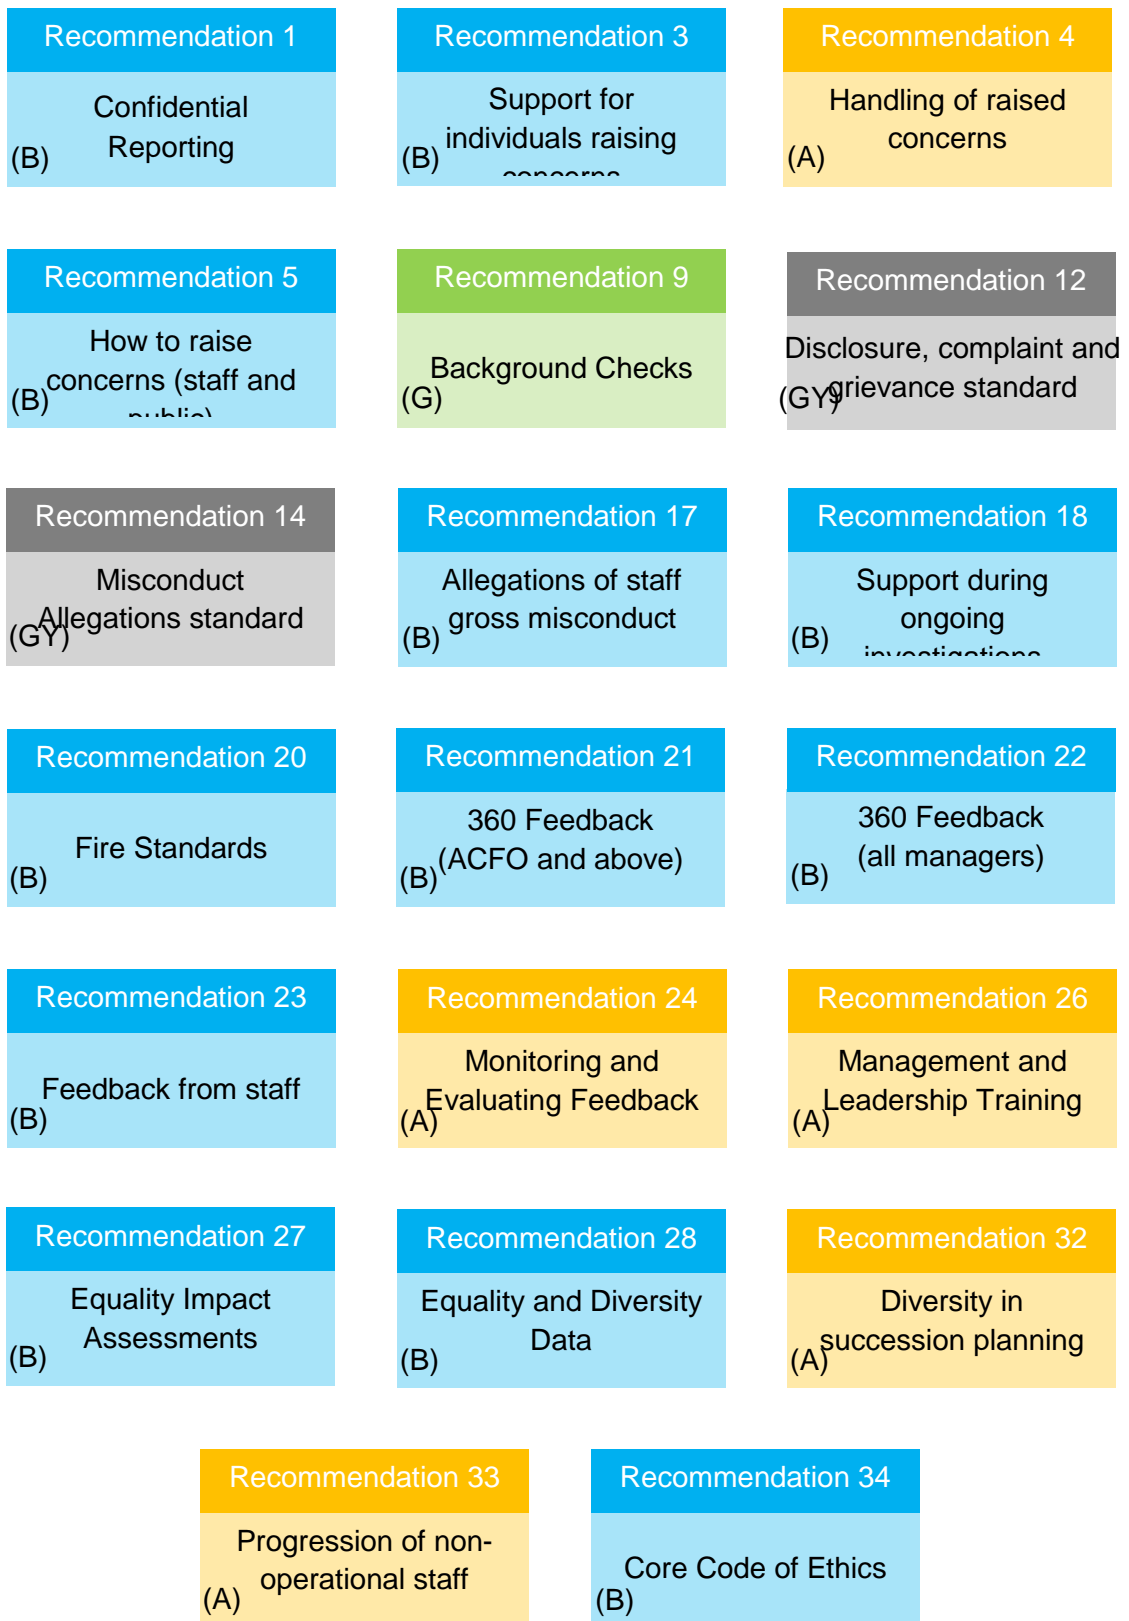 Recommendation 1
Confidential
Reporting
(B)
Recommendation 3
Support for
individuals raising
concerns
(B)
Recommendation 4
Handling of raised
concerns
(A)
Recommendation 5
How to raise
concerns (staff and
public)
(B)
Recommendation 9
Background Checks
(G)
Recommendation 12
Disclosure, complaint and
grievance standard
(GY)
Recommendation 14
Misconduct
Allegations standard
(GY)
Recommendation 17
Allegations of staff
gross misconduct
(B)
Recommendation 18
Support during
ongoing
investigations
(B)
Recommendation 20
Fire Standards
(B)
Recommendation 21
360 Feedback
(ACFO and above)
(B)
Recommendation 22
360 Feedback
(all managers)
(B)
Recommendation 23
Feedback from staff
(B)
Recommendation 24
Monitoring and
Evaluating Feedback
(A)
Recommendation 26
Management and
Leadership Training
(A)
Recommendation 27
Equality Impact
Assessments
(B)
Recommendation 28
Equality and Diversity
Data
(B)
Recommendation 32
Diversity in
succession planning
(A)
Recommendation 33
Progression of non-
operational staff
(A)
Recommendation 34
Core Code of Ethics
(B)